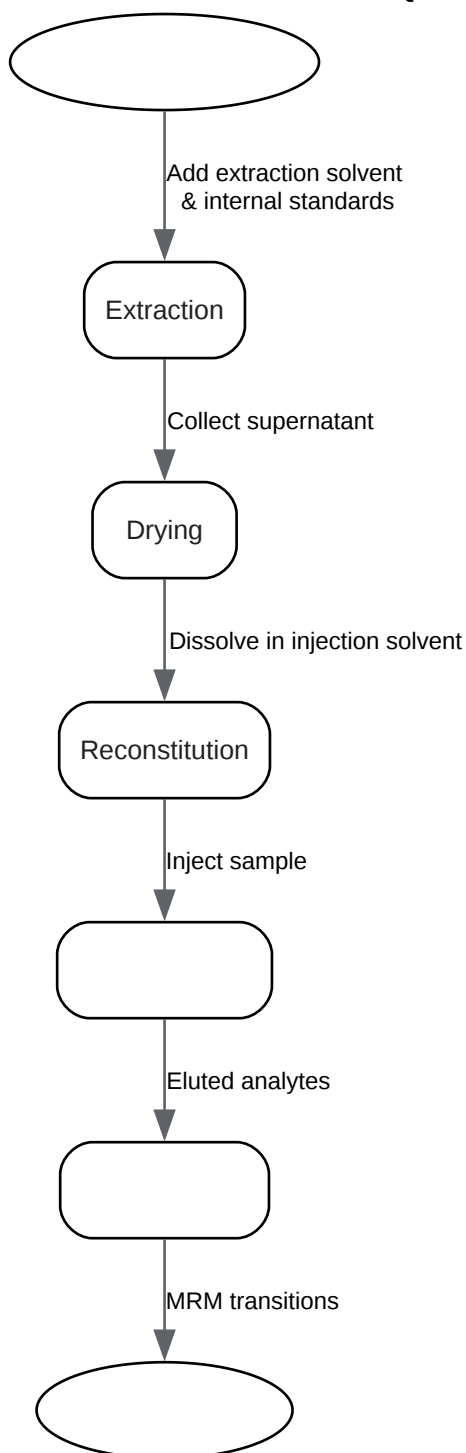 Add extraction solvent
& internal standards
Extraction
Collect supernatant
Drying
Dissolve in injection solvent
Reconstitution
Inject sample
Eluted analytes
MRM transitions